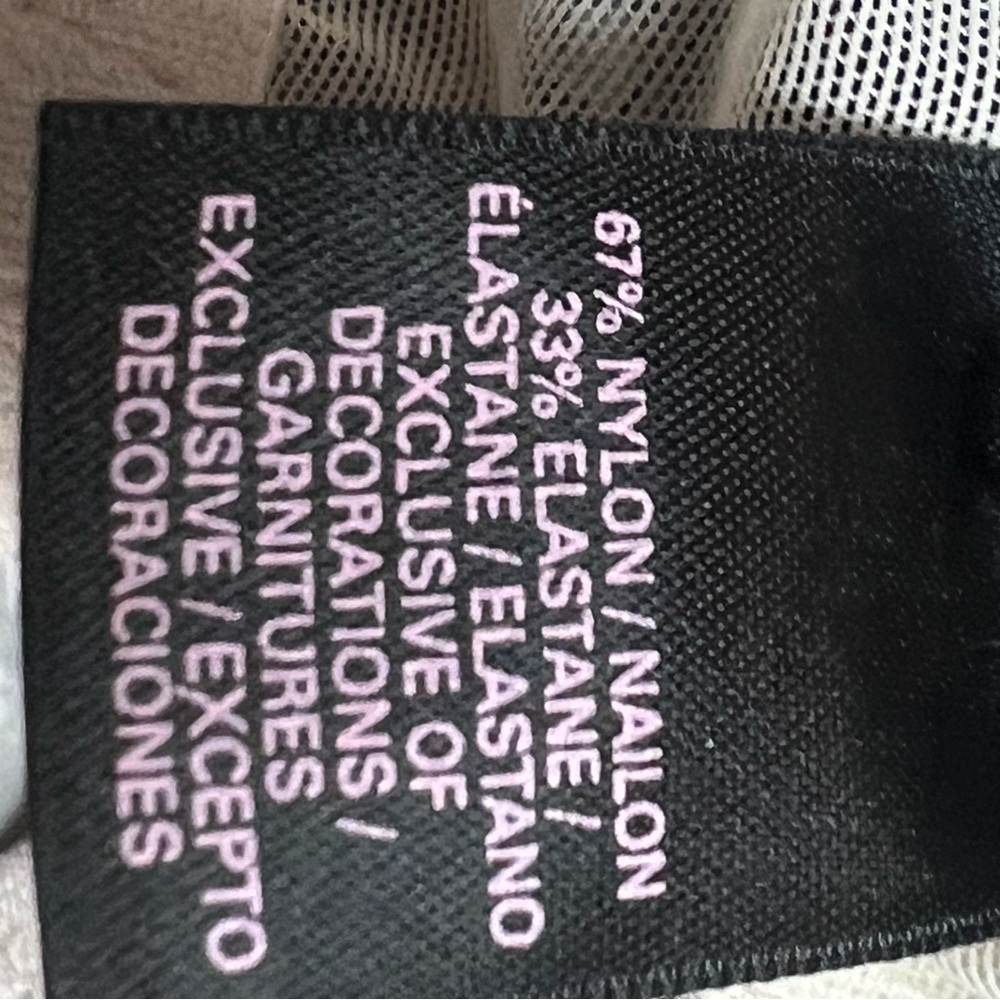 67% NYLON / NAILON
33% ELASTANE /
ÉLASTANE / ELASTANO
EXCLUSIVE OF
DECORATIONS /
GARNITURES
EXCLUSIVE / EXCEPTO
DECORACIONES